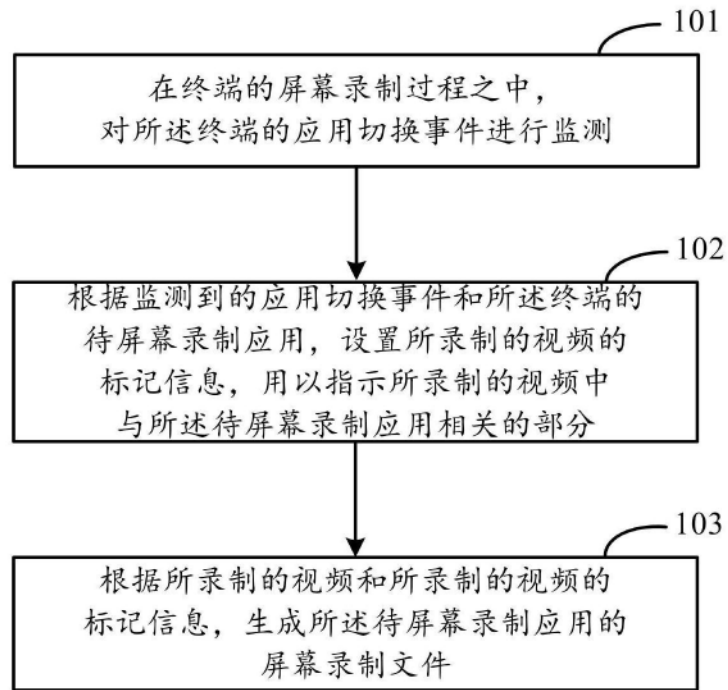 101
在终端的屏幕录制过程之中，
对所述终端的应用切换事件进行监测
102
根据监测到的应用切换事件和所述终端的
待屏幕录制应用，设置所录制的视频的
标记信息，用以指示所录制的视频中
与所述待屏幕录制应用相关的部分
103
根据所录制的视频和所录制的视频的
标记信息，生成所述待屏幕录制应用的
屏幕录制文件